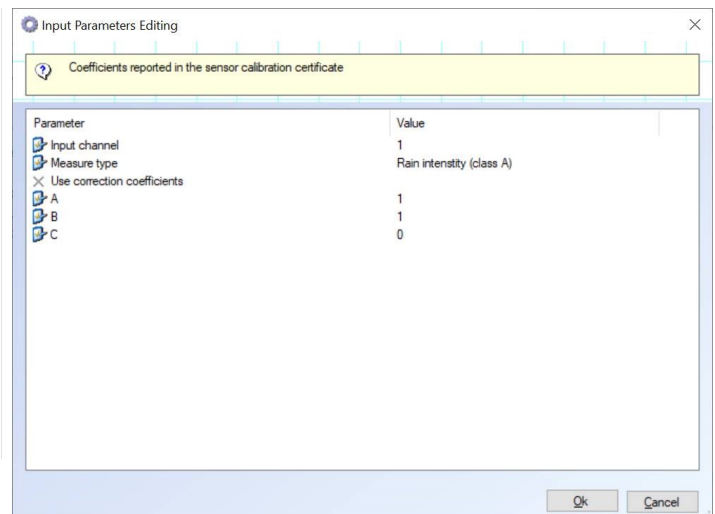 Input Parameters Editing
Coefficients reported in the sensor calibration certificate
Parameter Value
Input channel 1
Measure type Rain intenstity (class A)
Use correction coefficients
A 1
B 1
C 0
Ok Cancel